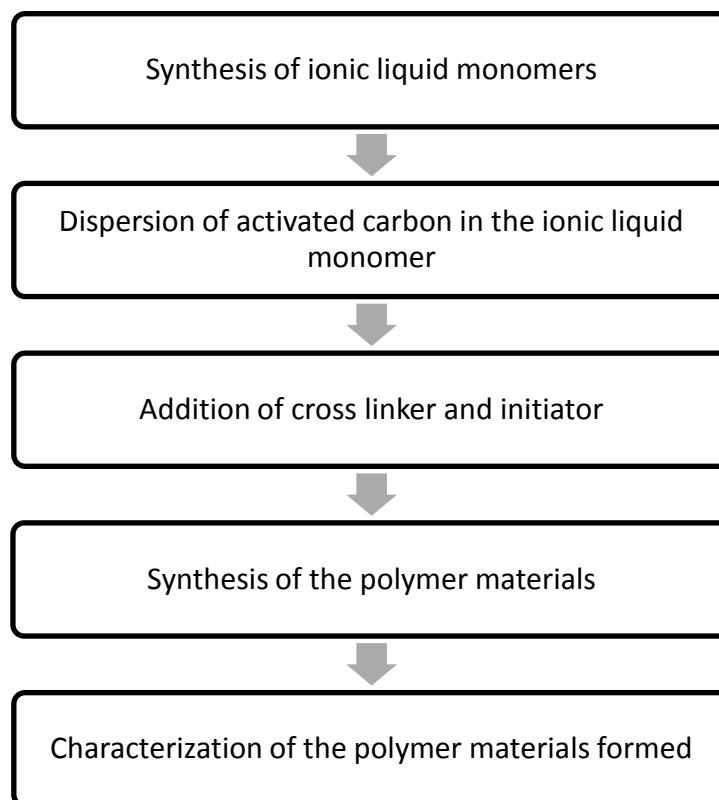 Synthesis of ionic liquid monomers
Dispersion of activated carbon in the ionic liquid
monomer
Addition of cross linker and initiator
Synthesis of the polymer materials
Characterization of the polymer materials formed